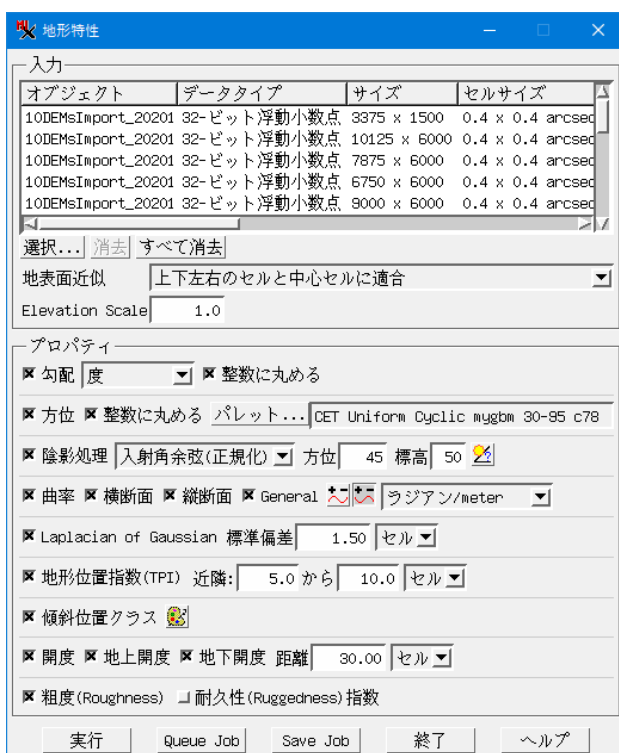 地形特性
入力
オブジェクト データタイプ サイズ セルサイズ
10DEMsImport_20201 32-ビット浮動小数点 3375 x 1500 0.4 x 0.4 arcsec
10DEMsImport_20201 32-ビット浮動小数点 10125 x 6000 0.4 x 0.4 arcsec
10DEMsImport_20201 32-ビット浮動小数点 7875 x 6000 0.4 x 0.4 arcsec
10DEMsImport_20201 32-ビット浮動小数点 6750 x 6000 0.4 x 0.4 arcsec
10DEMsImport_20201 32-ビット浮動小数点 9000 x 6000 0.4 x 0.4 arcsec
選択... 消去 すべて消去
地表面近似 上下左右のセルと中心セルに適合
Elevation Scale 1.0
プロパティ
勾配 度 整数に丸める
方位 整数に丸める パレット... CET Uniform Cyclic mygbm 30-95 c78
陰影処理 入射角余弦(正規化) 方位 45 標高 50
曲率 横断面 縦断面 General ラジアン/meter
Laplacian of Gaussian 標準偏差 1.50 セル
地形位置指数(TPI) 近隣: 5.0 から 10.0 セル
傾斜位置クラス
開度 地上開度 地下開度 距離 30.00 セル
粗度(Roughness) 耐久性(Ruggedness)指数
実行 Queue Job Save Job 終了 ヘルプ